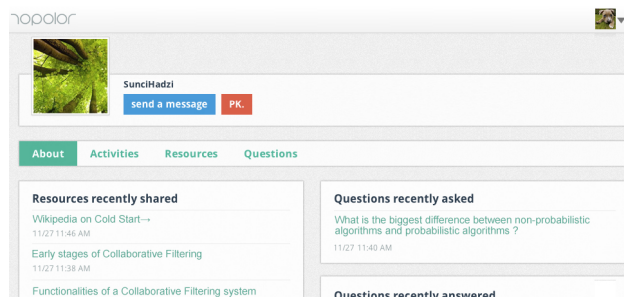 nopolor
SunciHadzi
send a message PK.
About Activities Resources Questions
Resources recently shared
Wikipedia on Cold Start→
11/27 11:46 AM
Early stages of Collaborative Filtering
11/27 11:38 AM
Functionalities of a Collaborative Filtering system
Questions recently asked
What is the biggest difference between non-probabilistic
algorithms and probabilistic algorithms ?
11/27 11:40 AM
Questions recently answered